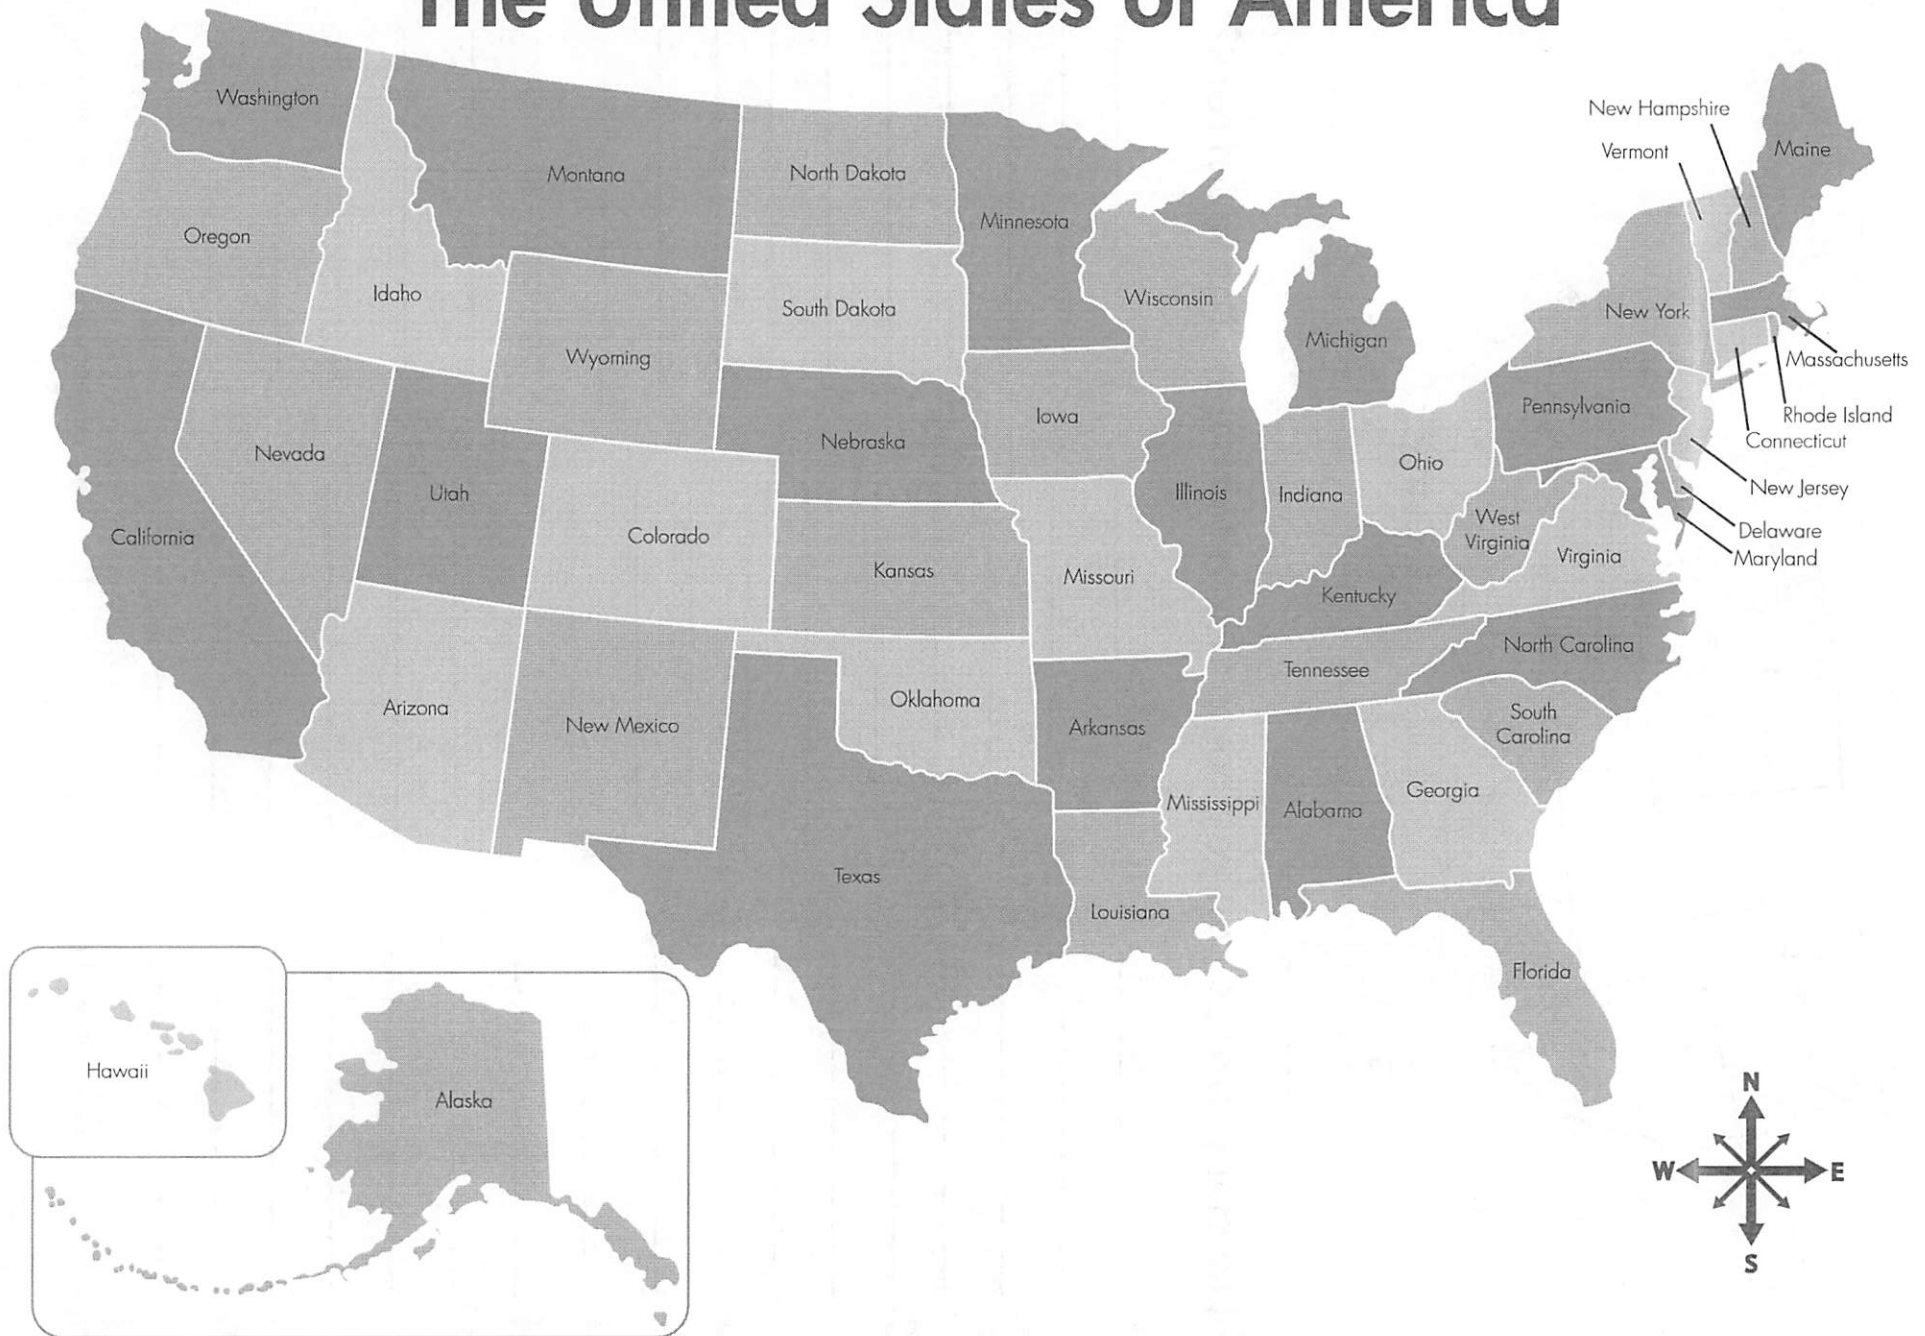 The United States of America
Washington
Montana
North Dakota
Minnesota
New Hampshire
Vermont
Maine
Oregon
Idaho
Wyoming
South Dakota
Wisconsin
Michigan
New York
Massachusetts
Rhode Island
Connecticut
Pennsylvania
Iowa
Nebraska
Nevada
Utah
Colorado
California
Kansas
Missouri
Illinois
Indiana
Ohio
West
Virginia
Virginia
New Jersey
Delaware
Maryland
Kentucky
North Carolina
Tennessee
Arizona
New Mexico
Oklahoma
Arkansas
South
Carolina
Mississippi
Alabama
Georgia
Texas
Louisiana
Florida
Hawaii
Alaska
N
W
E
S